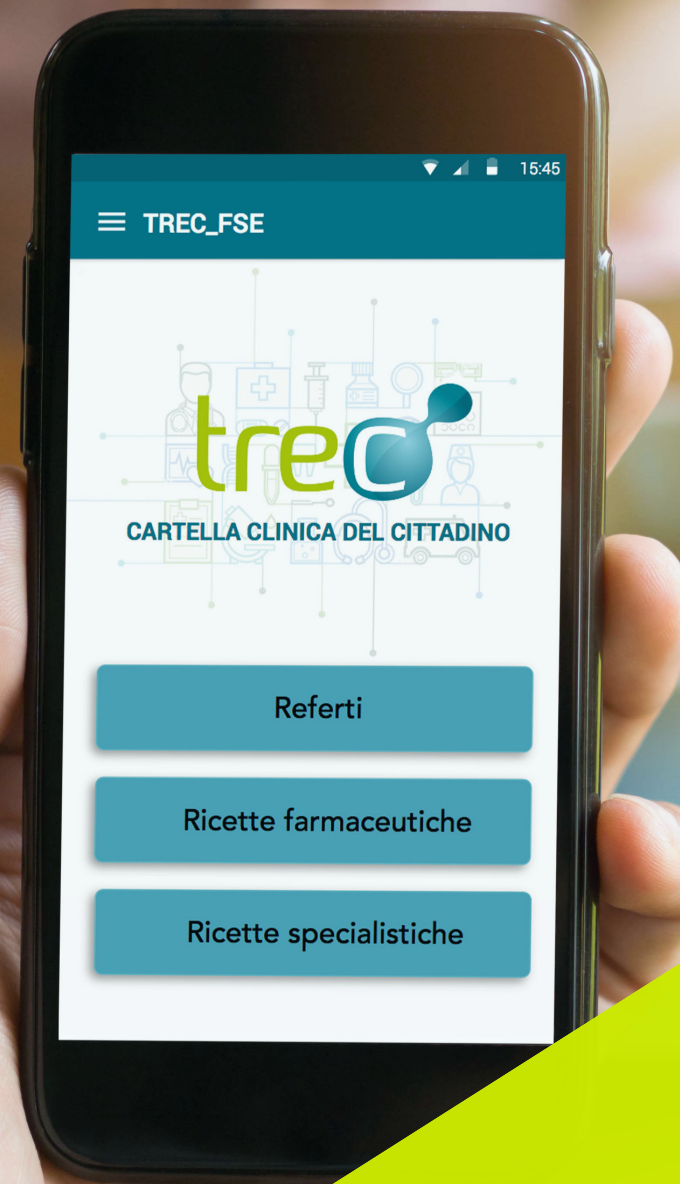 15:45
TREC_FSE
trec
CARTELLA CLINICA DEL CITTADINO
Referti
Ricette farmaceutiche
Ricette specialistiche